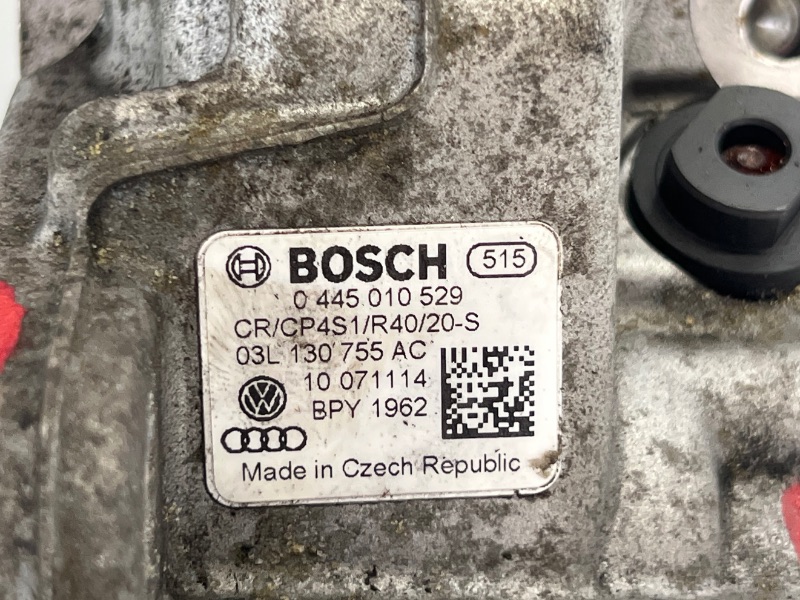 BOSCH 515
0 445 010 529
CR/CP4S1/R40/20-S
03L 130 755 AC
10 071114
BPY 1962
Made in Czech Republic